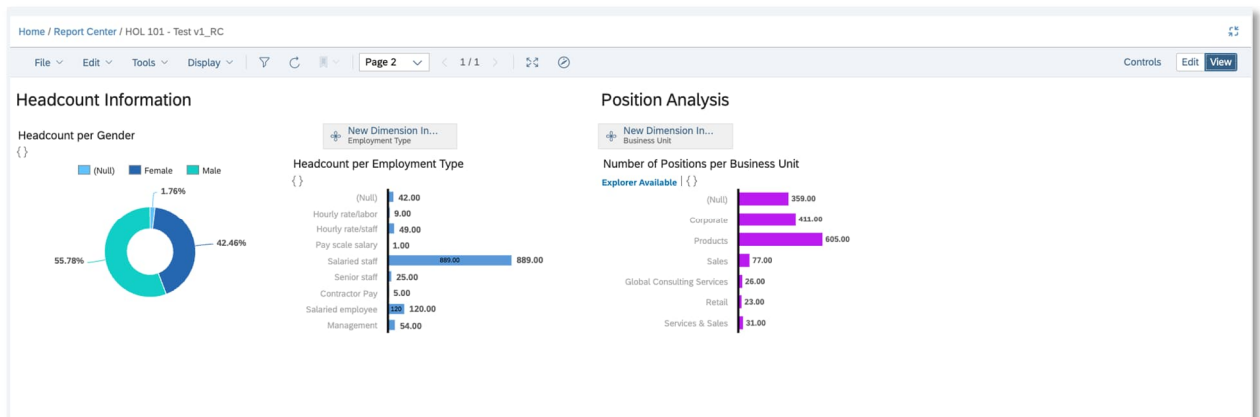 Home / Report Center / HOL 101 - Test v1_RC
File Edit Tools Display Page 2 1/1 Controls Edit View
Headcount Information
Headcount per Gender
{}
(Null) Female Male
1.76%
42.46%
55.78%
New Dimension In...
Employment Type
Headcount per Employment Type
{}
(Null) 42.00
Hourly rate/labor 9.00
Hourly rate/staff 49.00
Pay scale salary 1.00
Salaried staff 889.00 889.00
Senior staff 25.00
Contractor Pay 5.00
Salaried employee 120 120.00
Management 54.00
Position Analysis
New Dimension In...
Business Unit
Number of Positions per Business Unit
Explorer Available | {}
(Null) 359.00
Corporate 411.00
Products 605.00
Sales 77.00
Global Consulting Services 26.00
Retail 23.00
Services & Sales 31.00